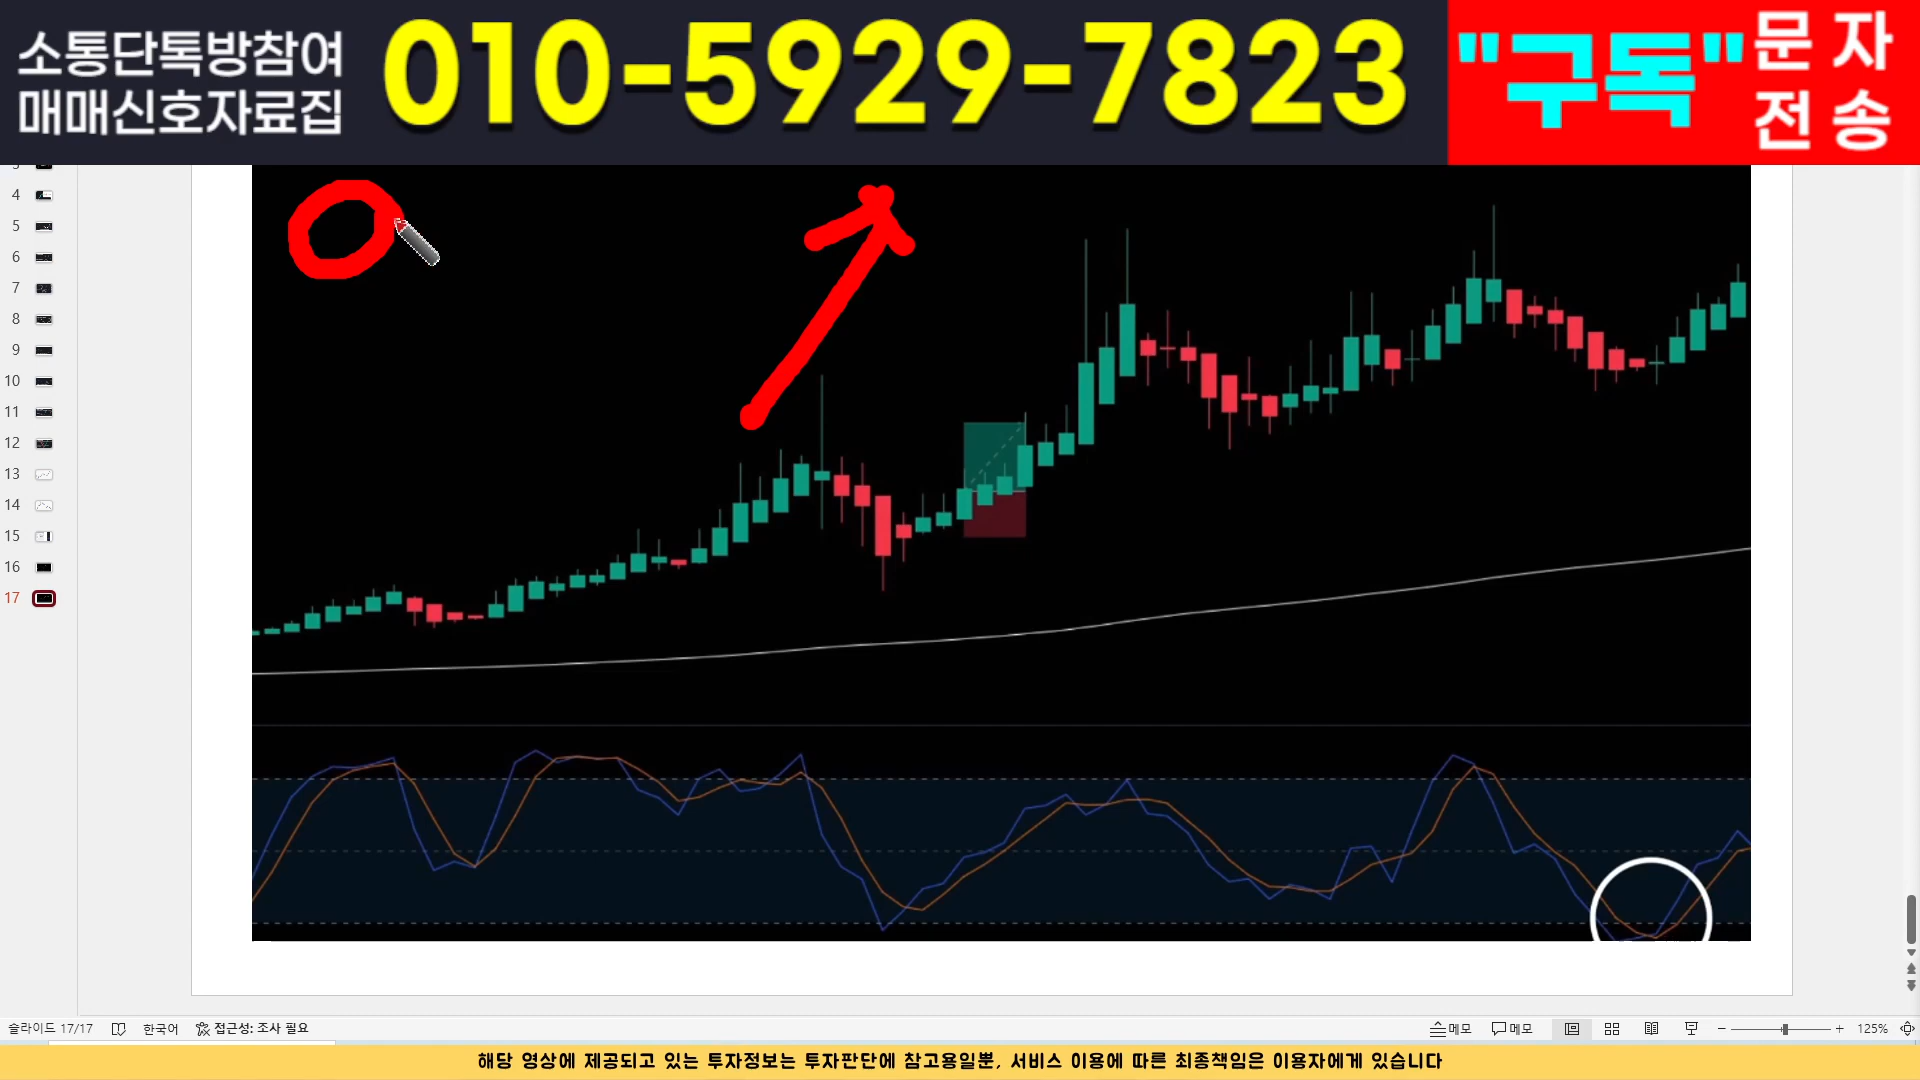 소통단톡방참여
매매신호자료집
010-5929-7823
"구독"
문자
전송
3
4
5
6
7
8
9
10
11
12
13
14
15
16
17
슬라이드 17/17
한국어
접근성: 조사 필요
메모
메모
125%
해당 영상에 제공되고 있는 투자정보는 투자판단에 참고용일뿐, 서비스 이용에 따른 최종책임은 이용자에게 있습니다